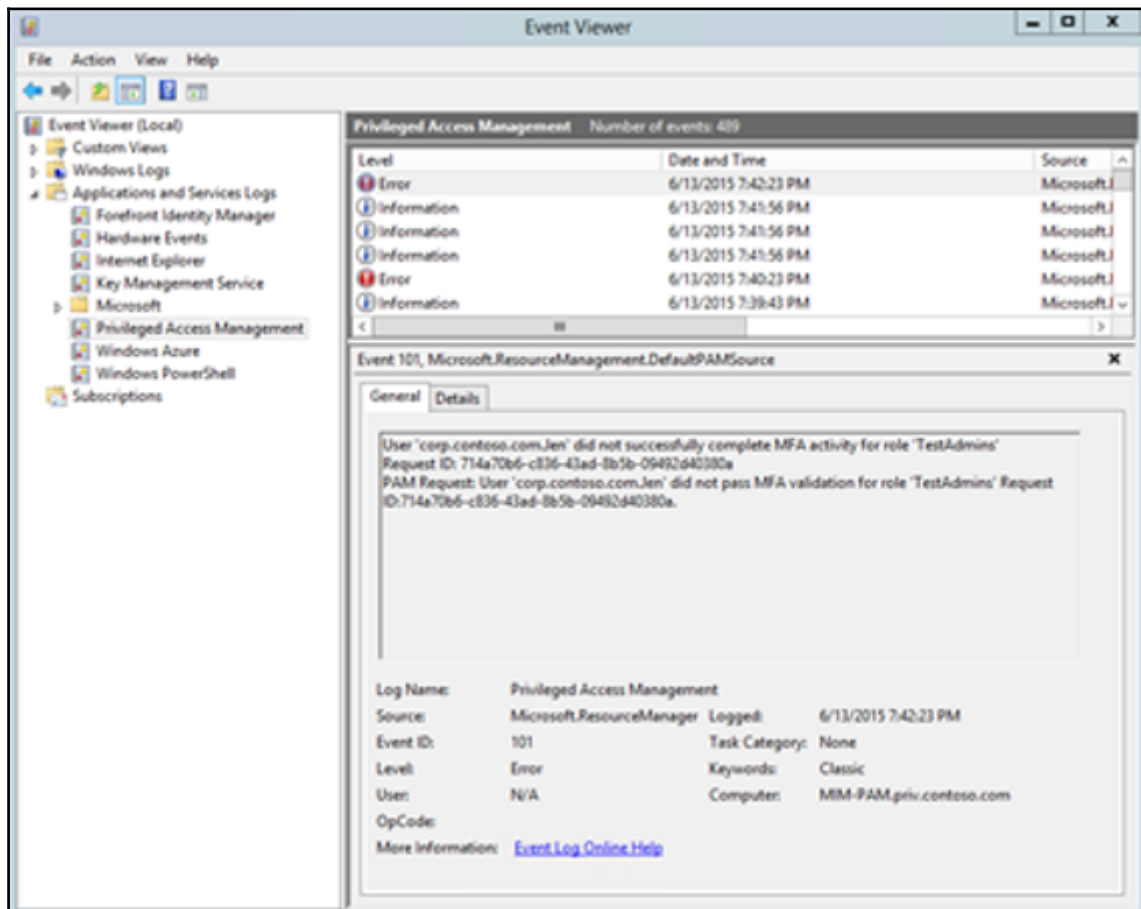 Event Viewer
File Action View Help
Event Viewer (Local)
Custom Views
Windows Logs
Applications and Services Logs
Forefront Identity Manager
Hardware Events
Internet Explorer
Key Management Service
Microsoft
Privileged Access Management
Windows Azure
Windows PowerShell
Subscriptions
Privileged Access Management Number of events: 489
Level Date and Time Source
Error 6/13/2015 7:42:23 PM Microsoft.
Information 6/13/2015 7:41:56 PM Microsoft.
Information 6/13/2015 7:41:56 PM Microsoft.
Information 6/13/2015 7:41:56 PM Microsoft.
Error 6/13/2015 7:40:23 PM Microsoft.
Information 6/13/2015 7:39:43 PM Microsoft.
Event 101, Microsoft.ResourceManagement.DefaultPAMSource
General Details
User 'corp.contoso.com.Jen' did not successfully complete MFA activity for role 'TestAdmins'
Request ID: 714a70b6-c836-43ad-8b5b-09492d40380a
PAM Request: User 'corp.contoso.com.Jen' did not pass MFA validation for role 'TestAdmins' Request
ID:714a70b6-c836-43ad-8b5b-09492d40380a.
Log Name: Privileged Access Management
Source: Microsoft.ResourceManager Logged: 6/13/2015 7:42:23 PM
Event ID: 101 Task Category: None
Level: Error Keywords: Classic
User: N/A Computer: MIM-PAM.priv.contoso.com
OpCode:
More Information: Event Log Online Help